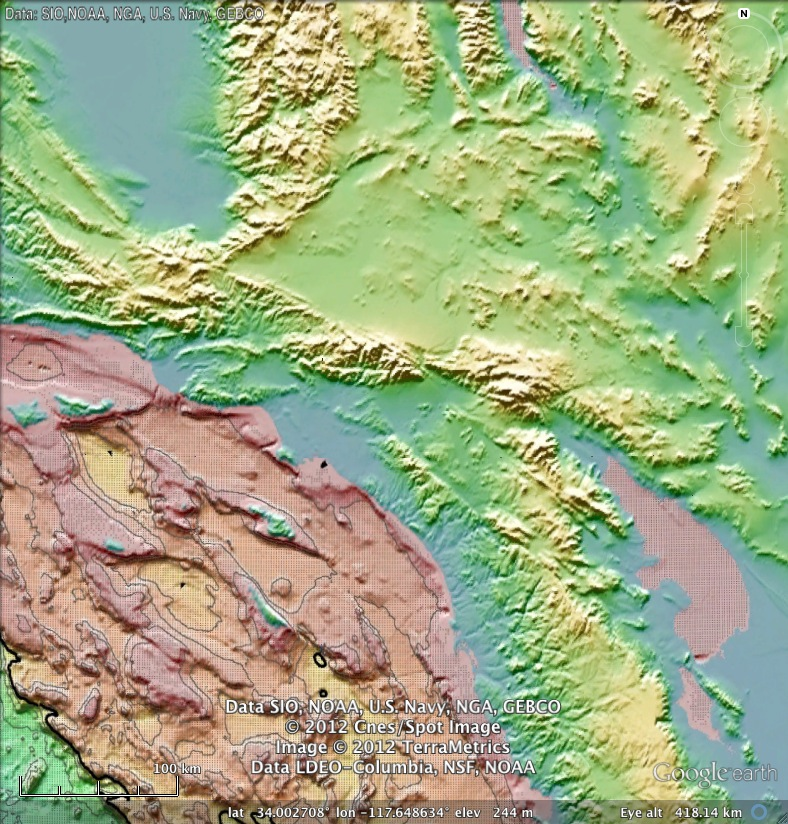 Data: SIO,NOAA, NGA, U.S. Navy,GEBCO
N
Data SIO, NOAA, U.S. Navy, NGA, GEBCO
© 2012 Cnes/Spot Image
Image © 2012 TerraMetrics
Data LDEO-Columbia, NSF, NOAA
100 km
Google earth
lat 34.002708° lon -117.648634° elev 244 m
Eye alt 418.14 km